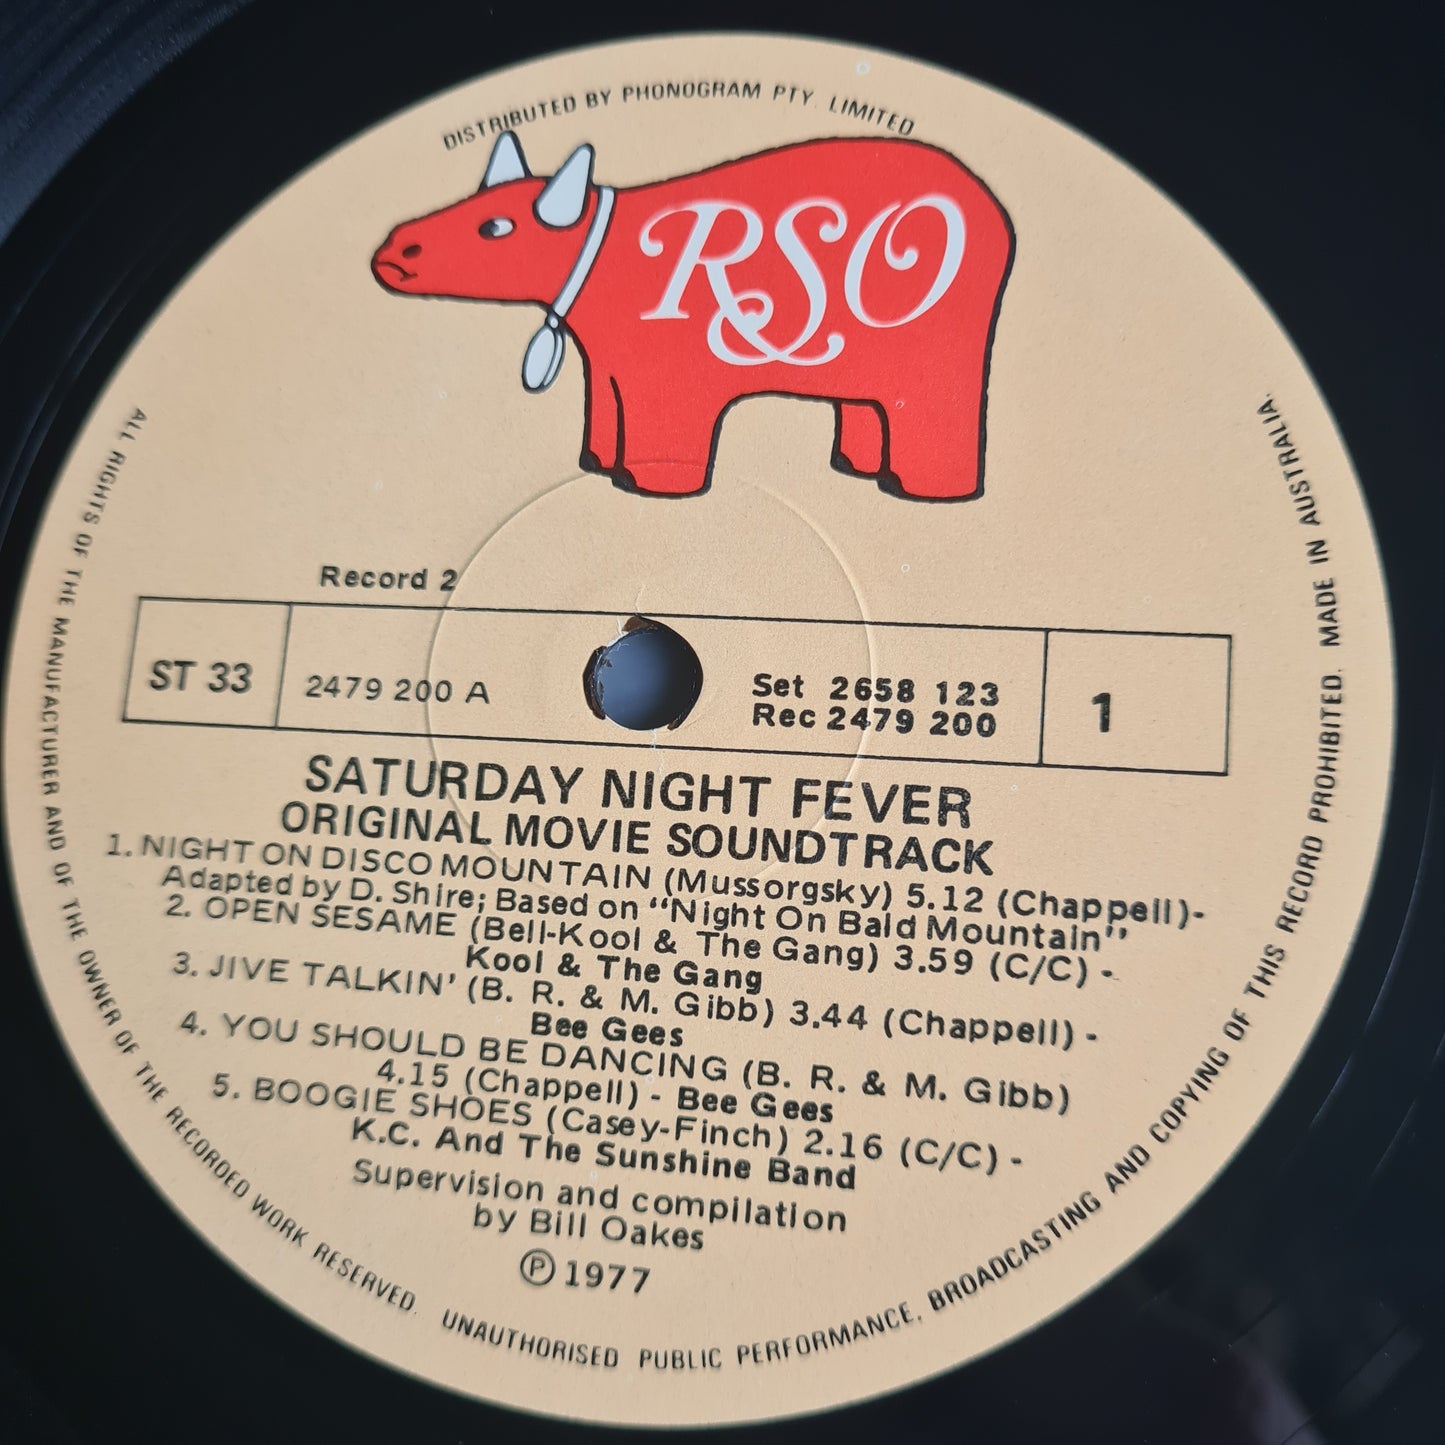 DISTRIBUTED BY PHONOGRAM PTY. LIMITED
RSO
Record 2
ST 33
2479 200 A
Set 2658 123
Rec 2479 200
1
SATURDAY NIGHT FEVER
ORIGINAL MOVIE SOUNDTRACK
1. NIGHT ON DISCO MOUNTAIN (Mussorgsky) 5.12 (Chappell)-
Adapted by D. Shire; Based on "Night On Bald Mountain"
2. OPEN SESAME (Bell-Kool & The Gang) 3.59 (C/C) -
Kool & The Gang
3. JIVE TALKIN' (B. R. & M. Gibb) 3.44 (Chappell) -
Bee Gees
4. YOU SHOULD BE DANCING (B. R. & M. Gibb)
4.15 (Chappell) - Bee Gees
5. BOOGIE SHOES (Casey-Finch) 2.16 (C/C) -
K.C. And The Sunshine Band
Supervision and compilation
by Bill Oakes
℗ 1977
ALL RIGHTS OF THE MANUFACTURER AND OF THE OWNER OF THE RECORDED WORK RESERVED. UNAUTHORISED PUBLIC PERFORMANCE, BROADCASTING AND COPYING OF THIS RECORD PROHIBITED. MADE IN AUSTRALIA.